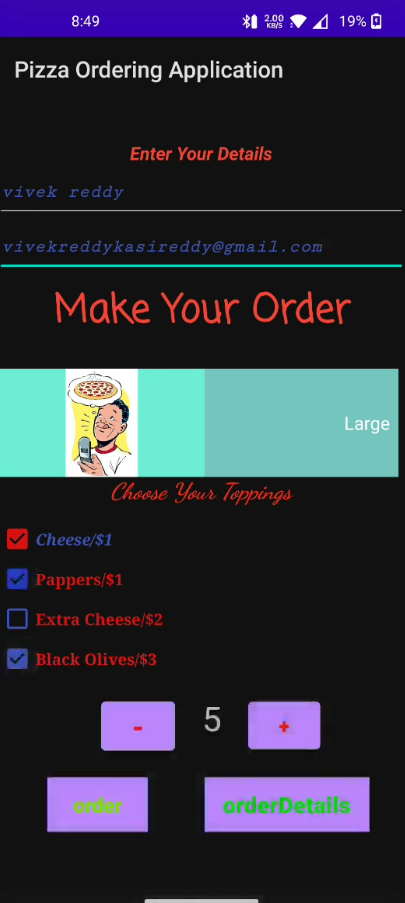 8:49 2.00 KB/S 19%
Pizza Ordering Application
Enter Your Details
vivek reddy
vivekreddykasireddy@gmail.com
Make Your Order
Large
Choose Your Toppings
Cheese/$1
Pappers/$1
Extra Cheese/$2
Black Olives/$3
- 5 +
order orderDetails